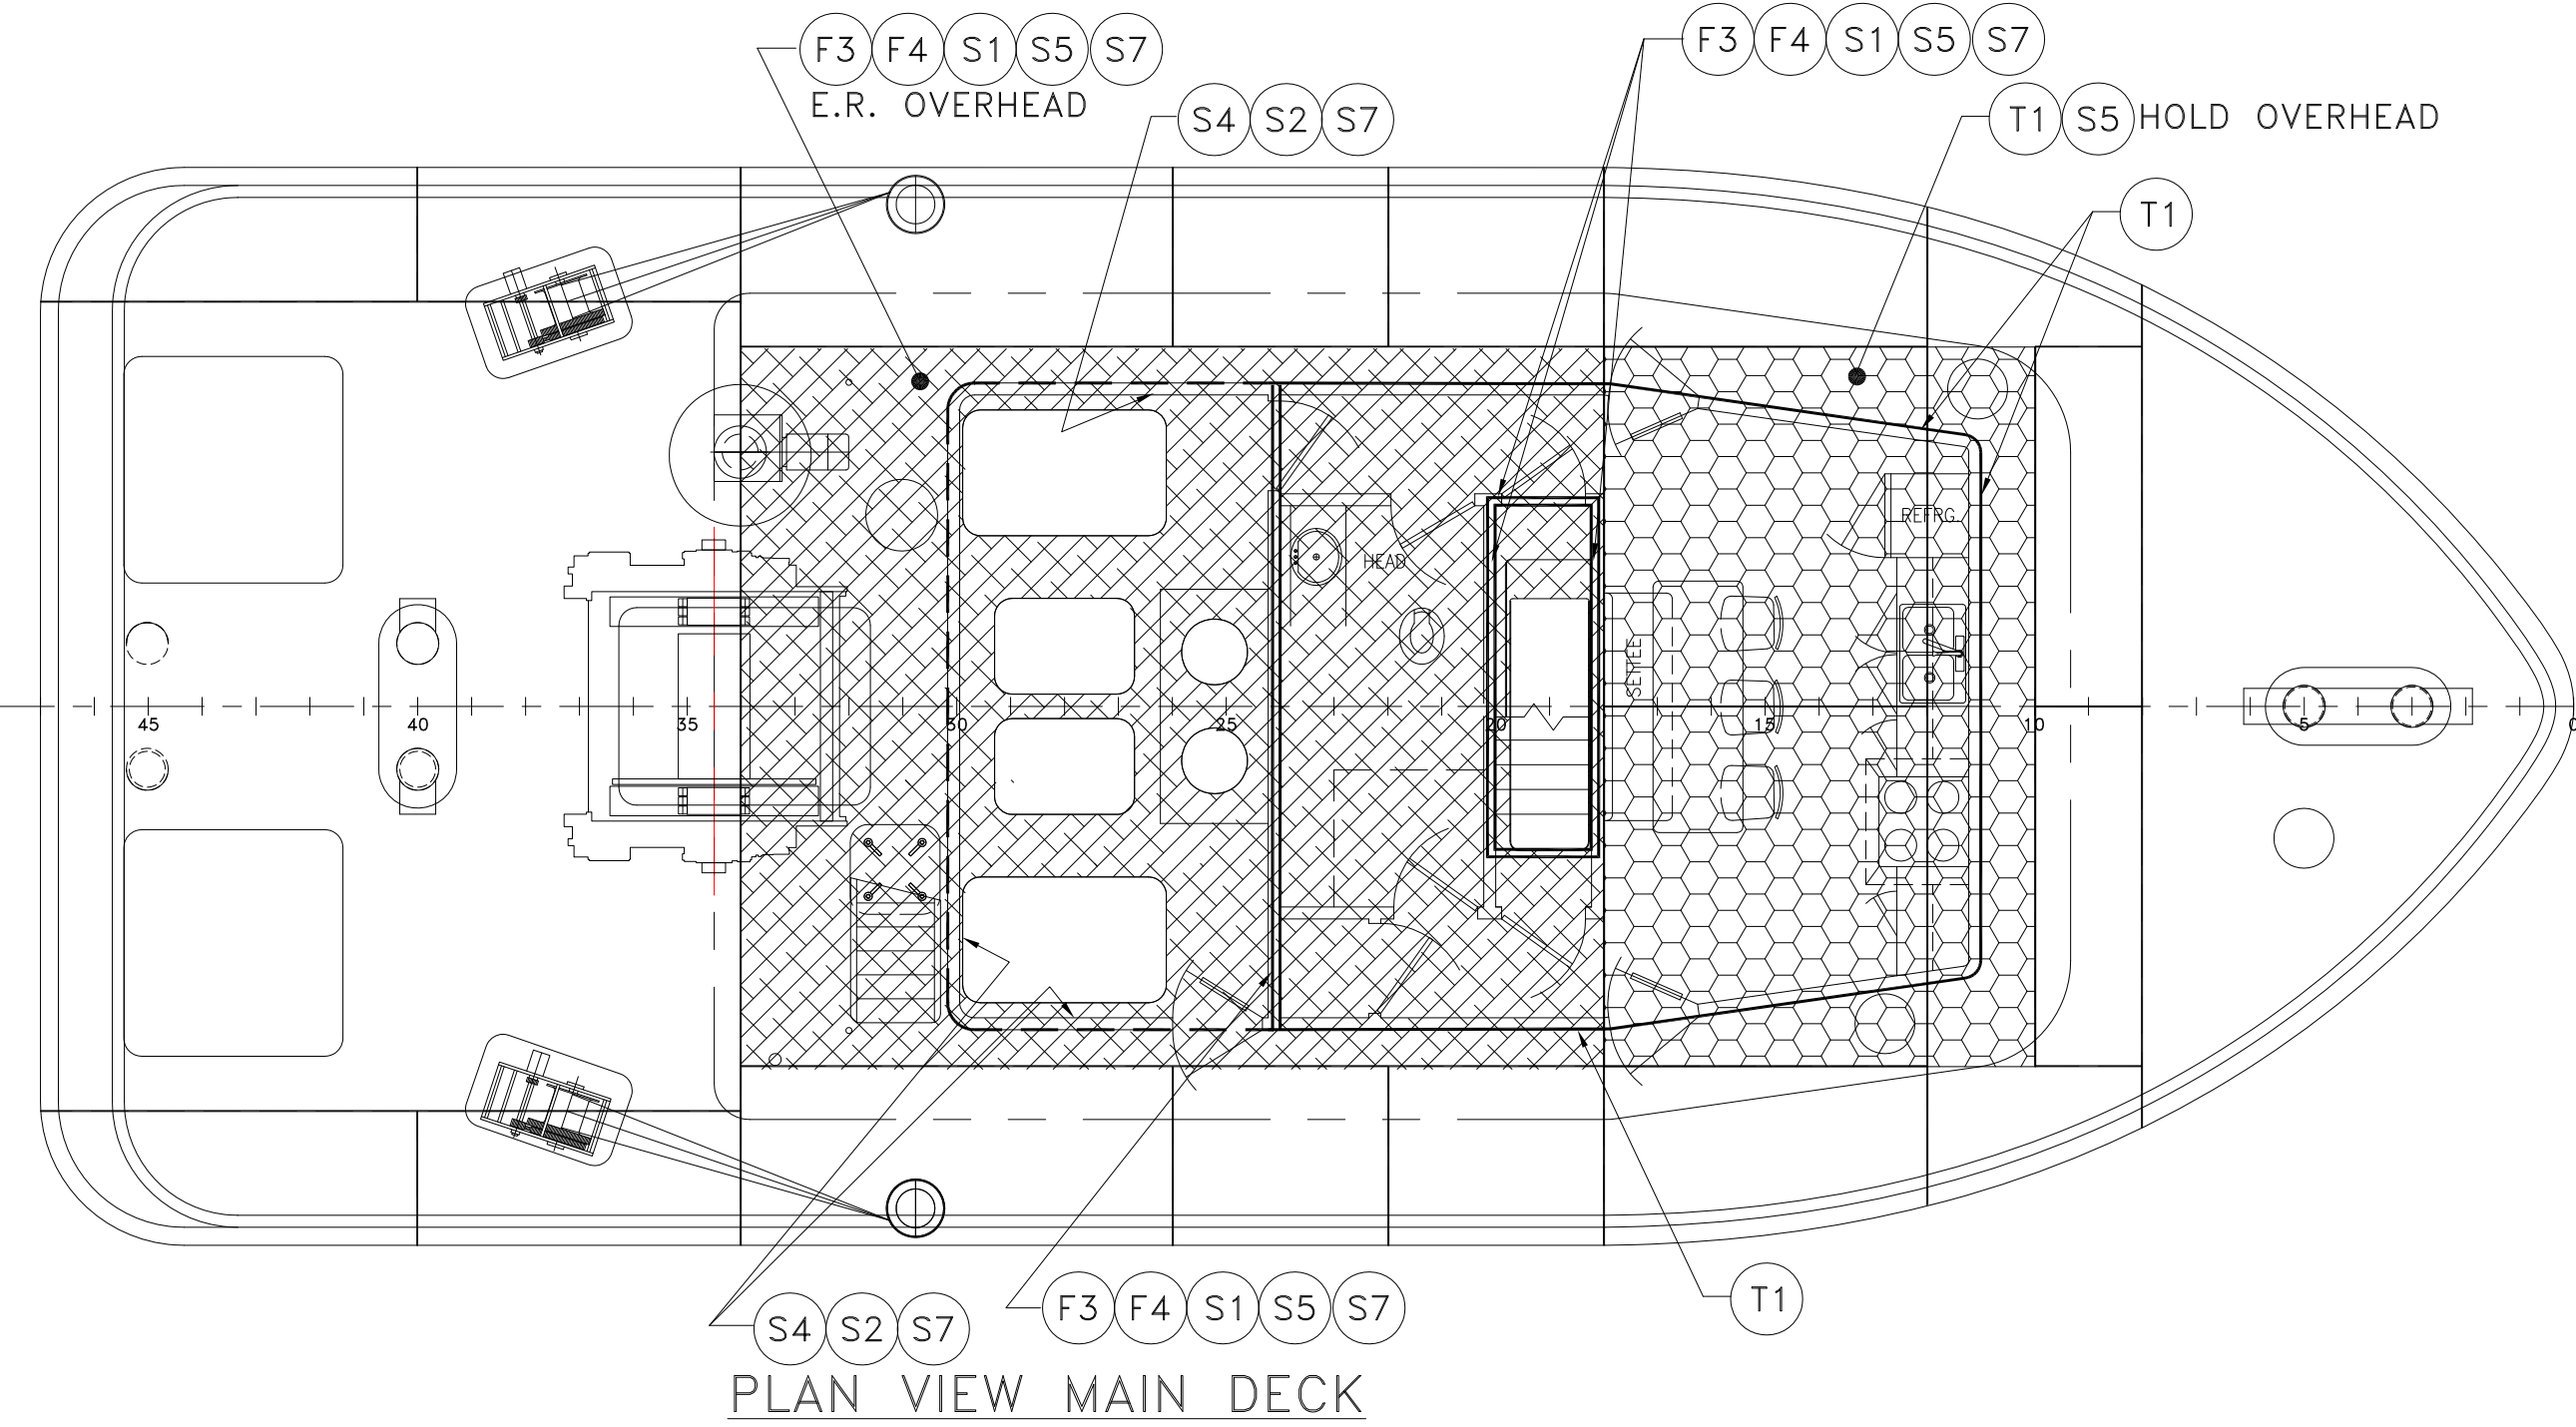 F3 F4 S1 S5 S7
E.R. OVERHEAD
F3 F4 S1 S5 S7
S4 S2 S7
T1 S5 HOLD OVERHEAD
T1
REFRG.
HEAD
SETTEE
45 40 35 30 25 20 15 10 5 0
F3 F4 S1 S5 S7
T1
S4 S2 S7
PLAN VIEW MAIN DECK